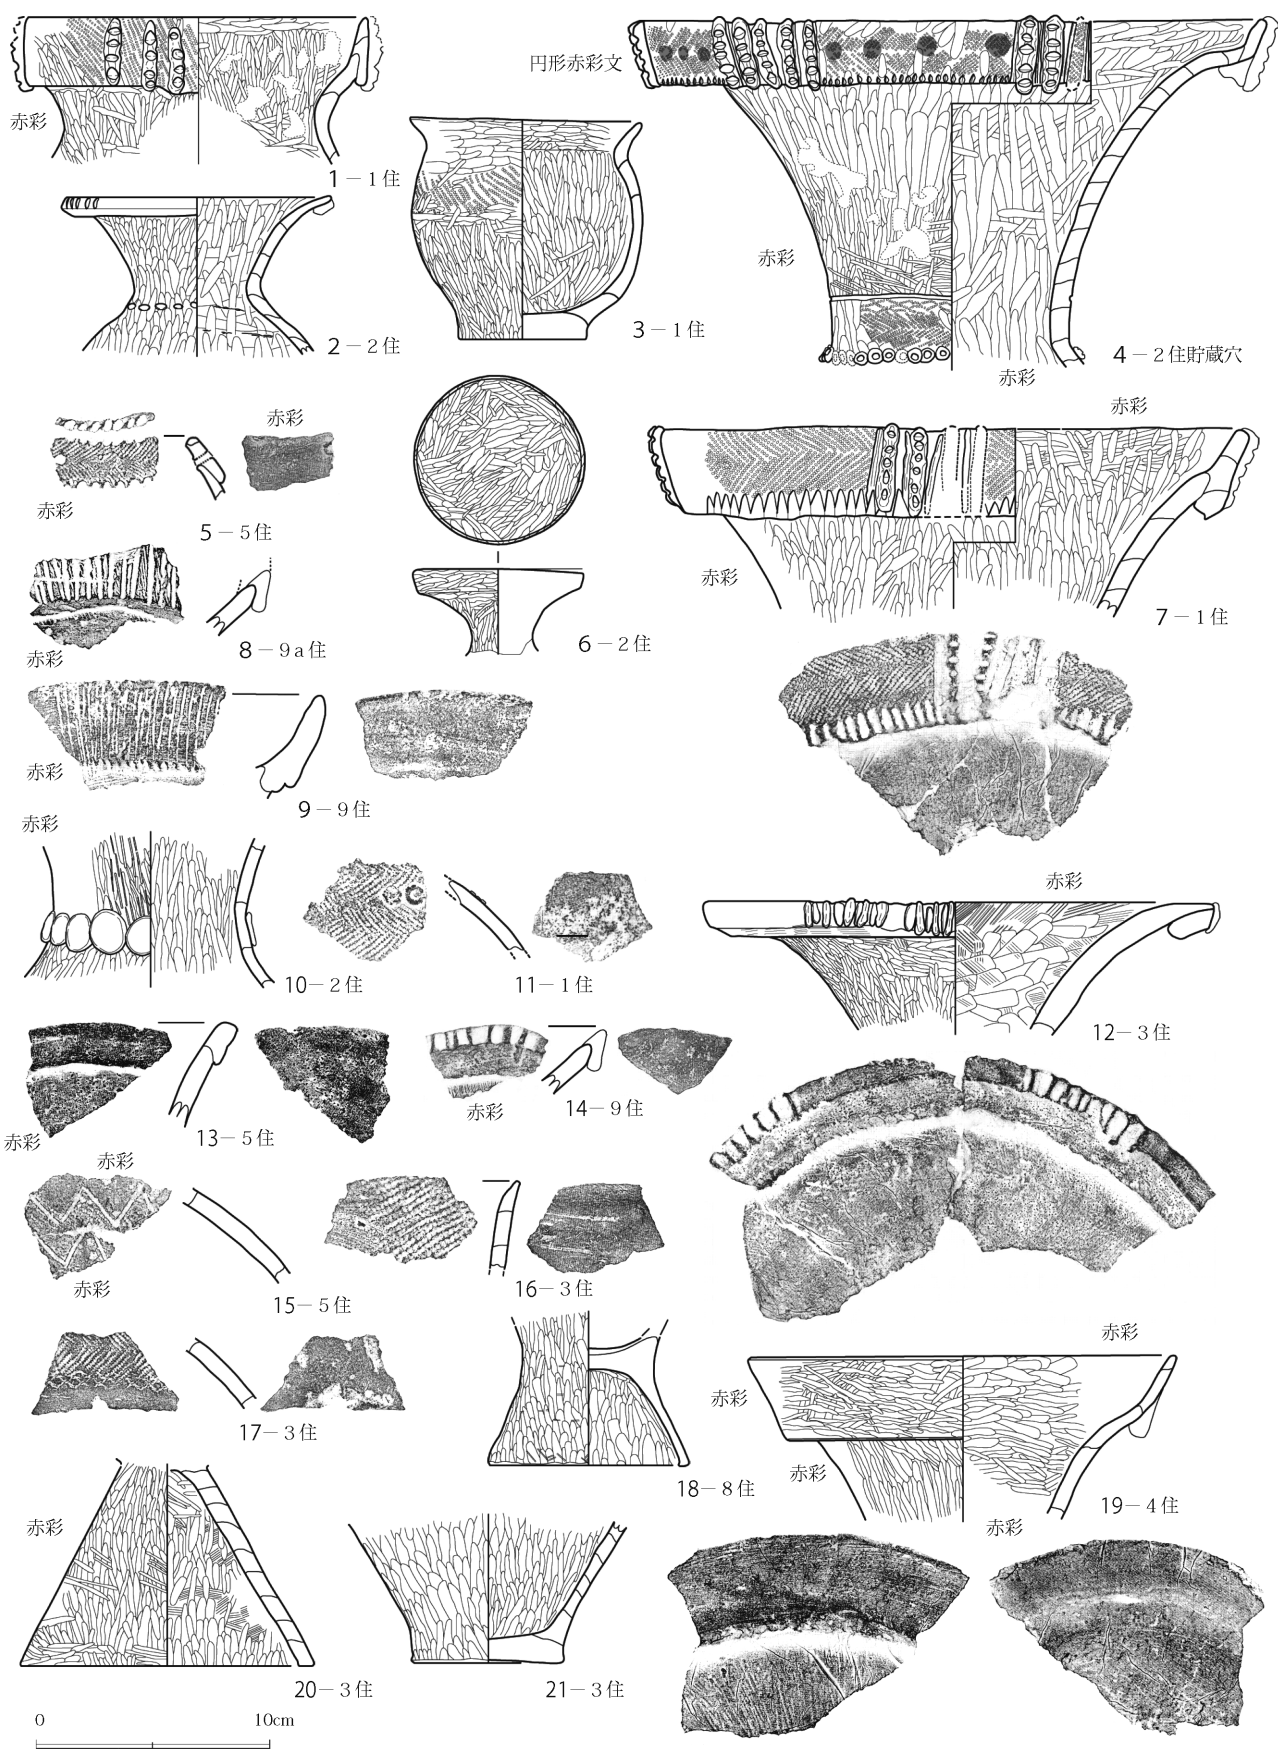 円形赤彩文
赤彩
1－1住
2－2住
3－1住
赤彩
4－2住貯蔵穴
赤彩
赤彩
赤彩
赤彩
5－5住
6－2住
赤彩
7－1住
8－9a住
赤彩
赤彩
9－9住
赤彩
10－2住
11－1住
赤彩
12－3住
13－5住
赤彩
14－9住
赤彩
赤彩
赤彩
15－5住
16－3住
17－3住
18－8住
赤彩
赤彩
赤彩
19－4住
赤彩
赤彩
20－3住
21－3住
0 10cm